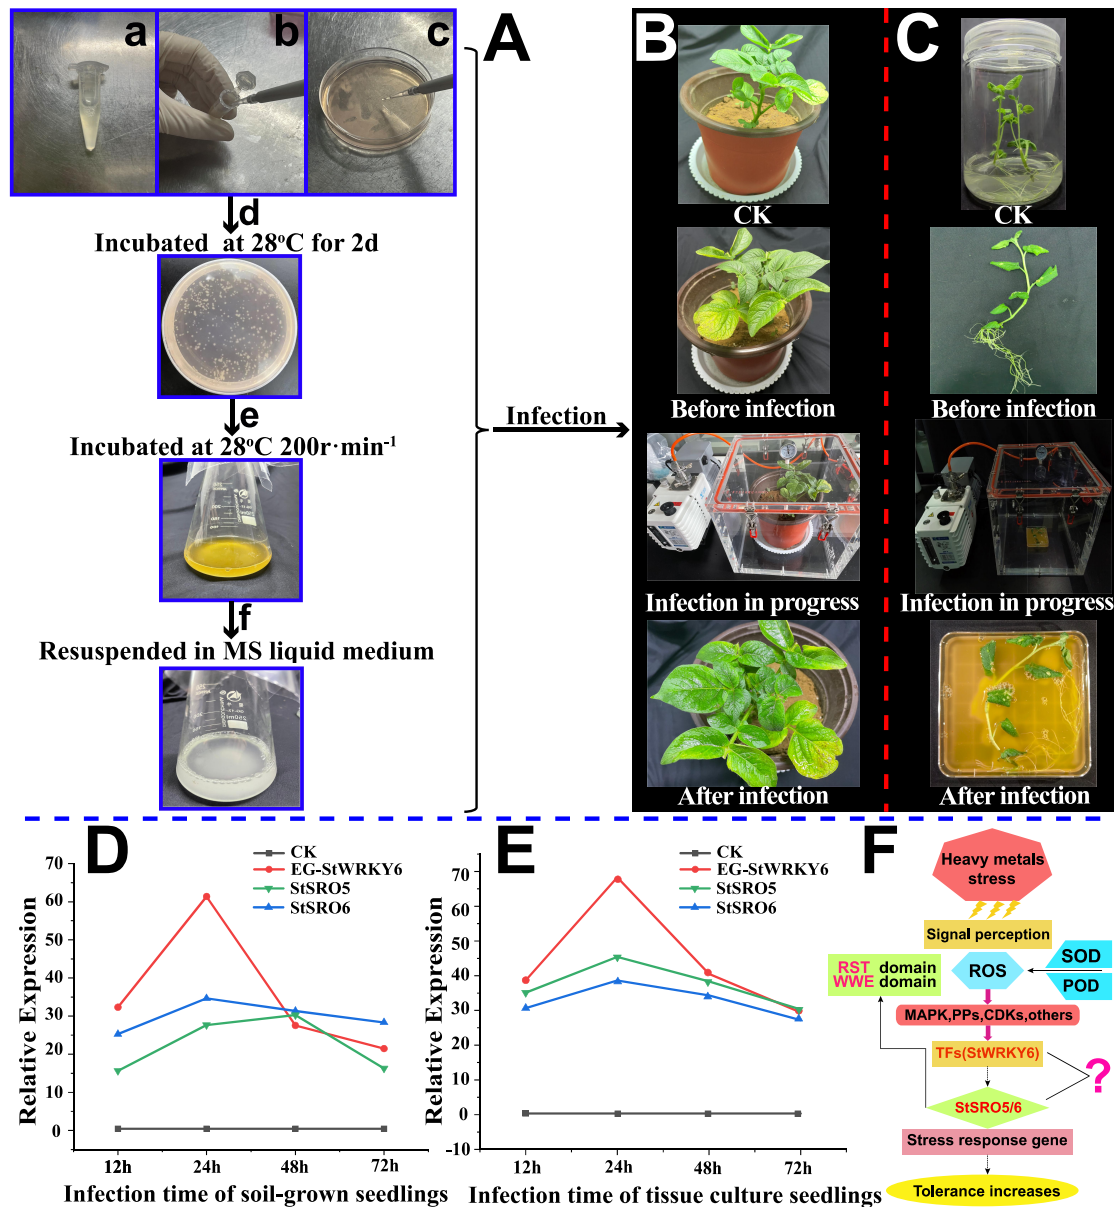 a
b
c
d
Incubated at 28°C for 2d
e
Incubated at 28°C 200r·min⁻¹
f
Resuspended in MS liquid medium
A
Infection
B
CK
Before infection
Infection in progress
After infection
C
CK
Before infection
Infection in progress
After infection
D
CK
EG-StWRKY6
StSRO5
StSRO6
Relative Expression
70
60
50
40
30
20
10
0
12h
24h
48h
72h
Infection time of soil-grown seedlings
E
CK
EG-StWRKY6
StSRO5
StSRO6
Relative Expression
70
60
50
40
30
20
10
0
-10
12h
24h
48h
72h
Infection time of tissue culture seedlings
F
Heavy metals
stress
Signal perception
RST domain
WWE domain
ROS
SOD
POD
MAPK,PPs,CDKs,others
TFs(StWRKY6)
?
StSRO5/6
Stress response gene
Tolerance increases